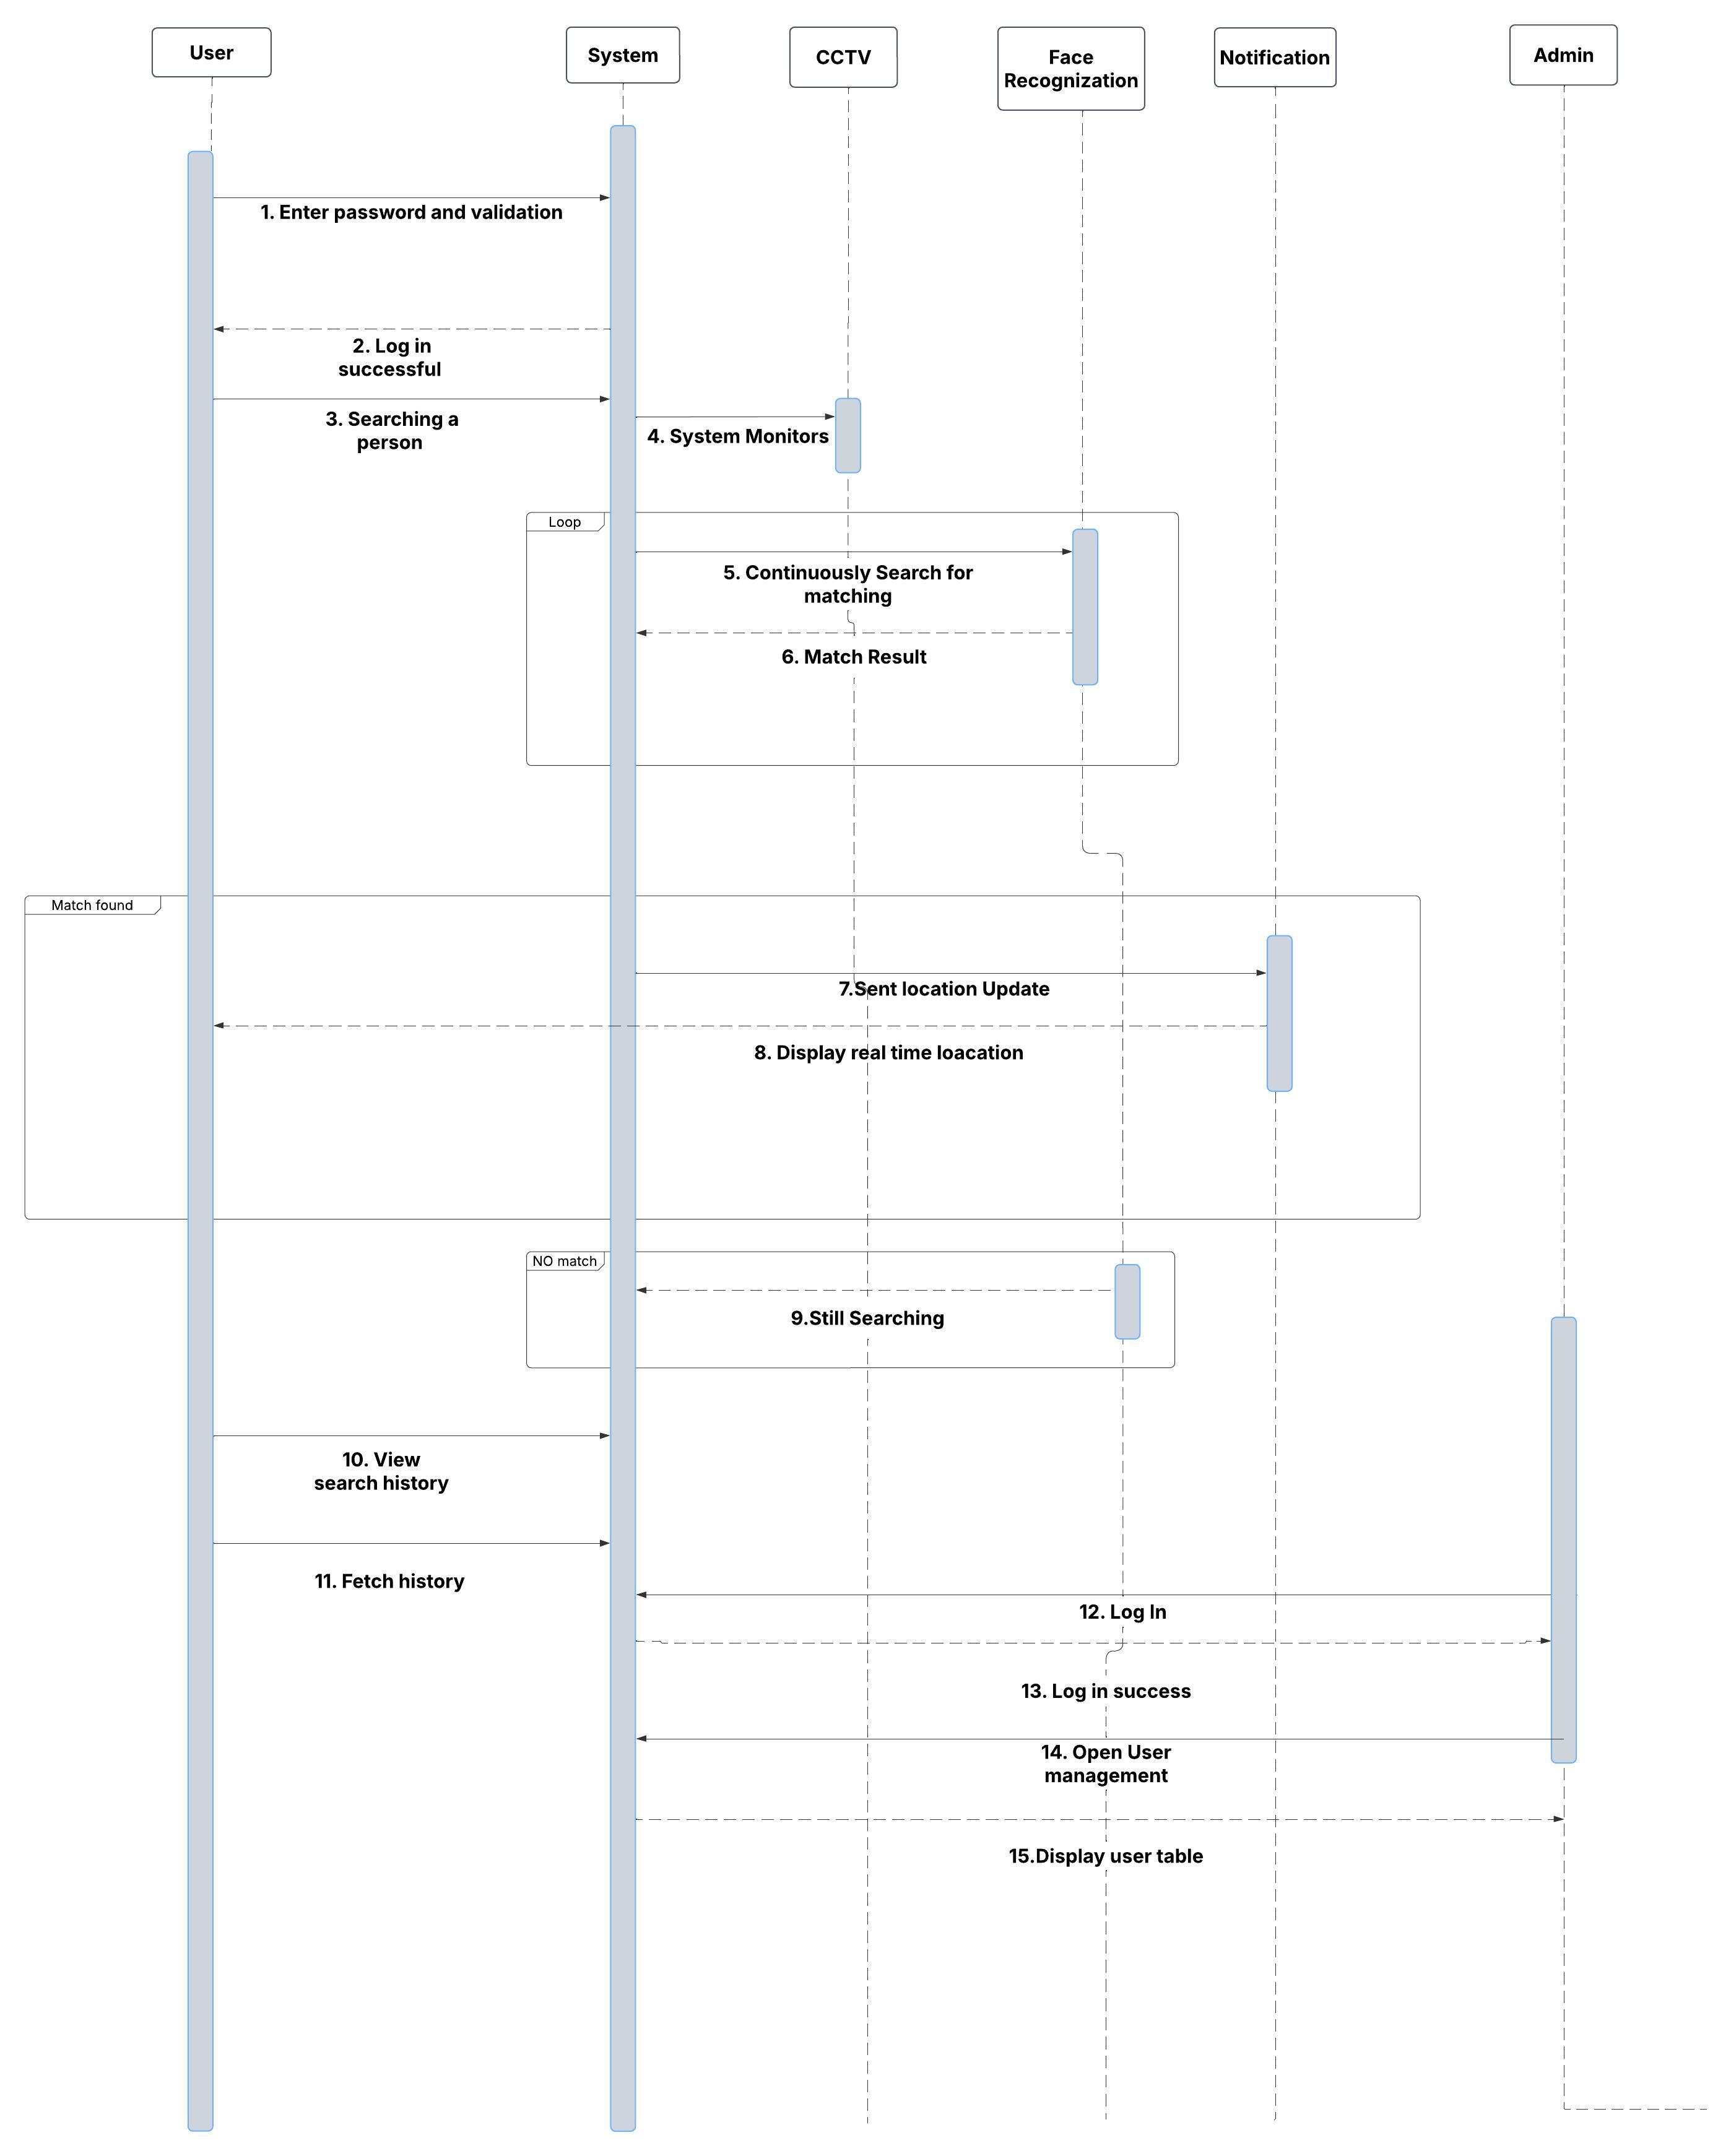 User
System
CCTV
Face
Recognization
Notification
Admin
1. Enter password and validation
2. Log in
successful
3. Searching a
person
4. System Monitors
Loop
5. Continuously Search for
matching
6. Match Result
Match found
7.Sent location Update
8. Display real time loacation
NO match
9.Still Searching
10. View
search history
11. Fetch history
12. Log In
13. Log in success
14. Open User
management
15.Display user table